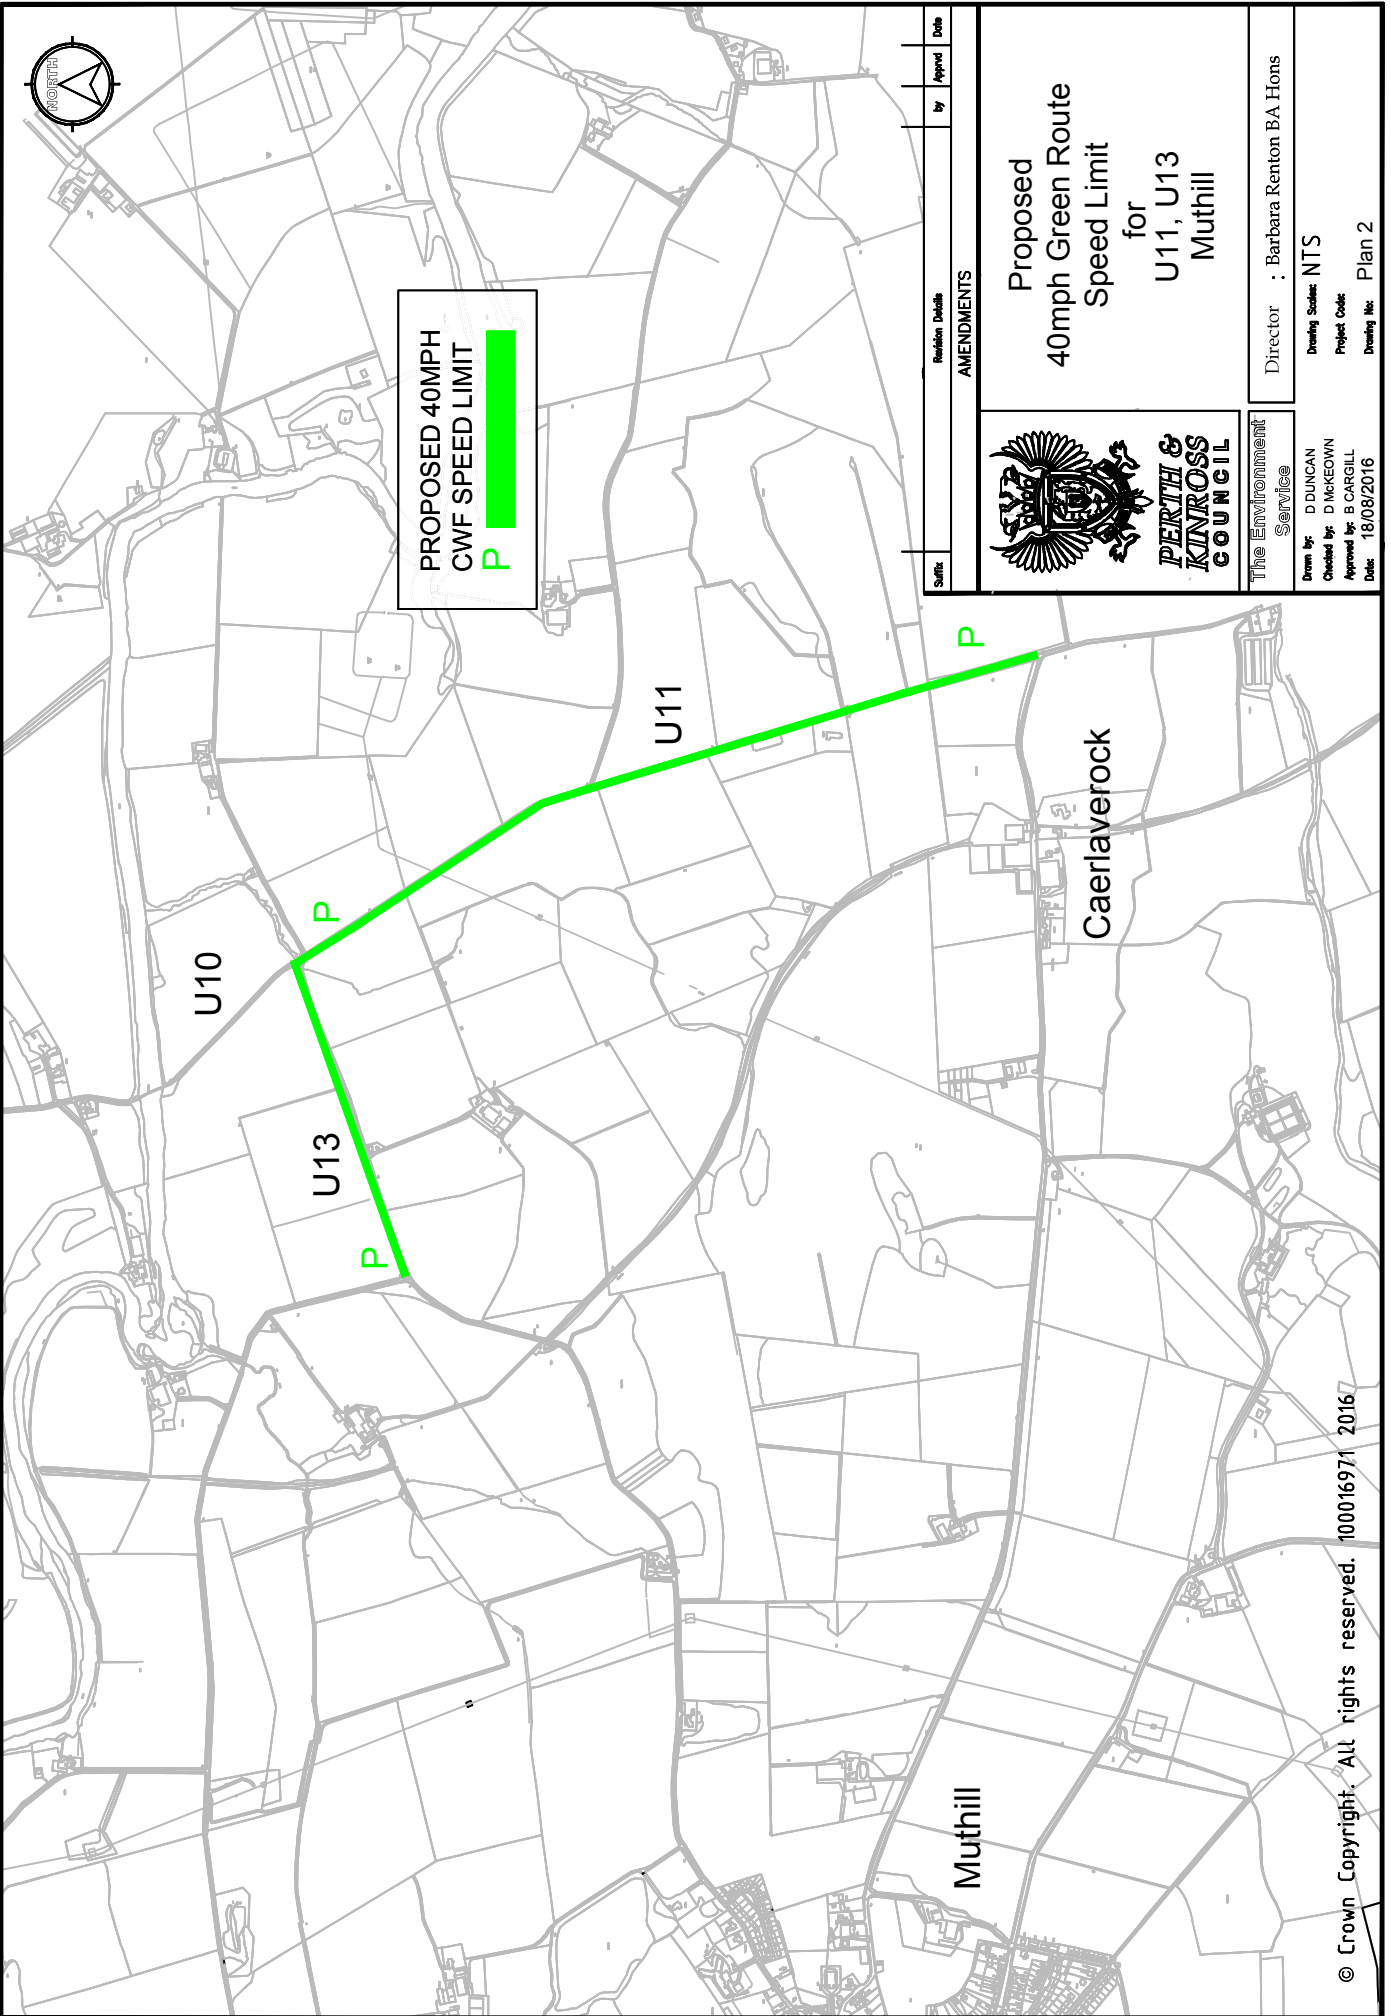 NORTH
PROPOSED 40MPH
CWF SPEED LIMIT
P
U10
U13
U11
P
P
P
Caerlaverock
Muthill
Suffix
Revision Details
by
Apprvd
Date
AMENDMENTS
Proposed
40mph Green Route
Speed Limit
for
U11, U13
Muthill
PERTH &
KINROSS
COUNCIL
The Environment
Service
Director : Barbara Renton BA Hons
Drawn by: D DUNCAN
Checked by: D McKEOWN
Approved by: B CARGILL
Date: 18/08/2016
Drawing Scales: NTS
Project Code:
Drawing No: Plan 2
© Crown Copyright. All rights reserved. 100016971 2016